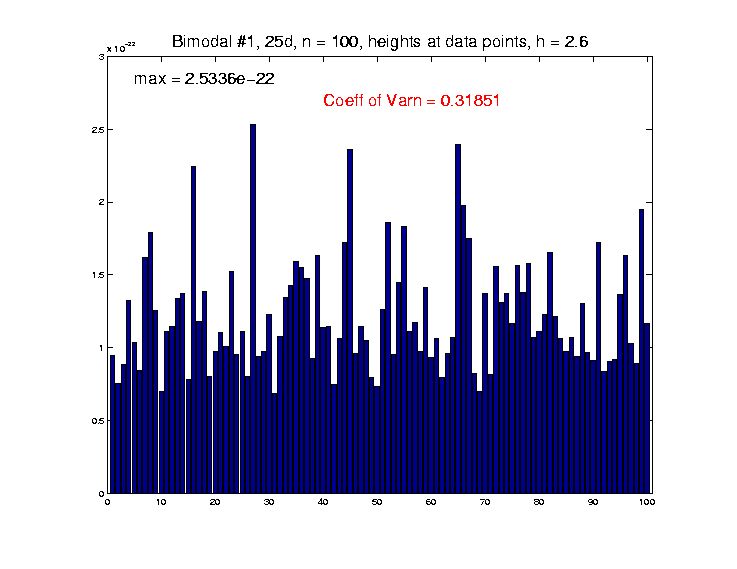 Bimodal #1, 25d, n = 100, heights at data points, h = 2.6
x 10^-22
max = 2.5336e-22
Coeff of Varn = 0.31851
3
2.5
2
1.5
1
0.5
0
0 10 20 30 40 50 60 70 80 90 100